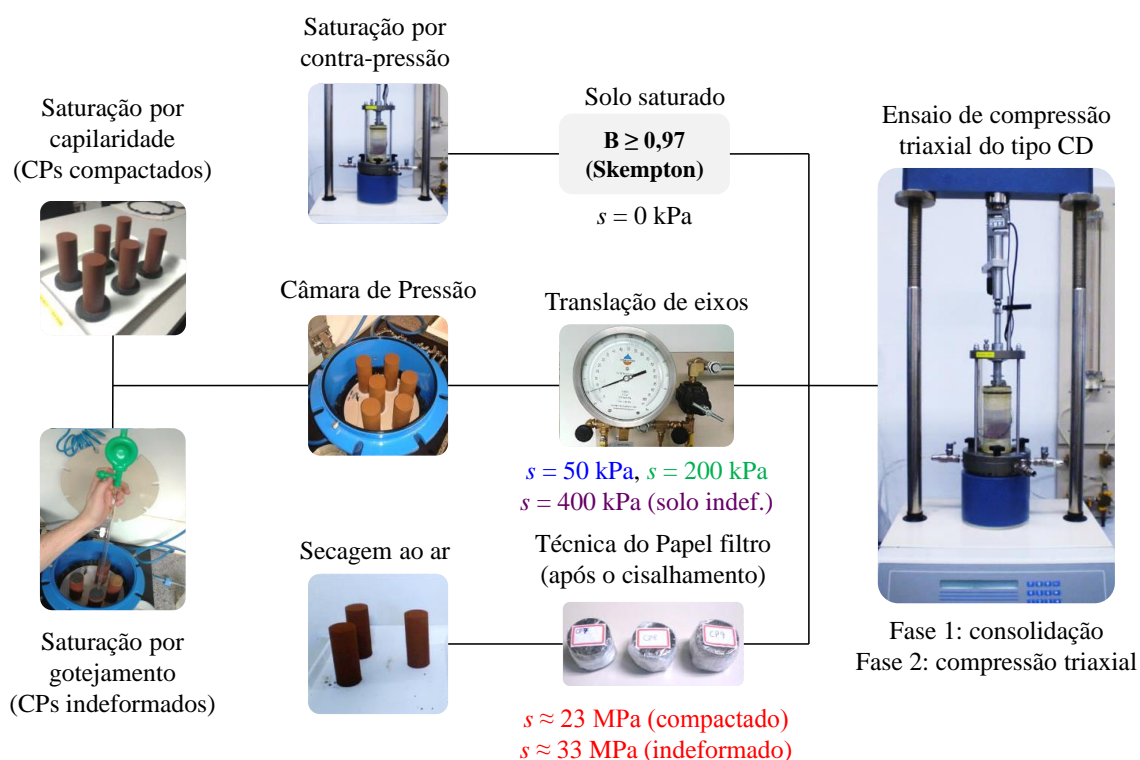 Saturação por
capilaridade
(CPs compactados)
Saturação por
gotejamento
(CPs indeformados)
Saturação por
contra-pressão
Câmara de Pressão
Secagem ao ar
Solo saturado
B ≥ 0,97
(Skempton)
s = 0 kPa
Translação de eixos
s = 50 kPa, s = 200 kPa
s = 400 kPa (solo indef.)
Técnica do Papel filtro
(após o cisalhamento)
s ≈ 23 MPa (compactado)
s ≈ 33 MPa (indeformado)
Ensaio de compressão
triaxial do tipo CD
Fase 1: consolidação
Fase 2: compressão triaxial